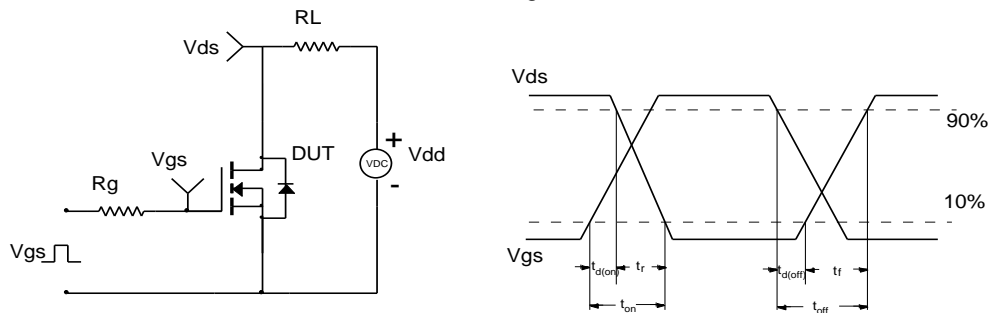 RL
Vds
Vgs
DUT
Rg
VDC
+
-
Vdd
Vgs
Vds
90%
10%
Vgs
td(on)
tr
ton
td(off)
tf
toff